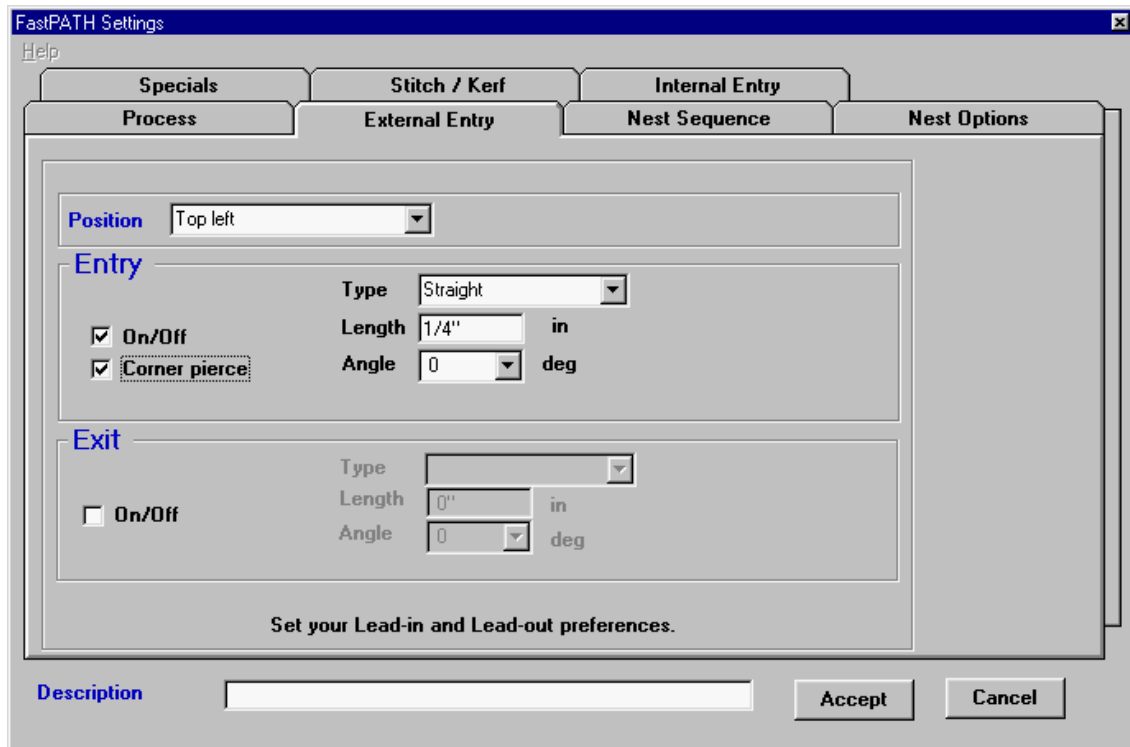 FastPATH Settings
Help
Specials Stitch / Kerf Internal Entry
Process External Entry Nest Sequence Nest Options
Position Top left
Entry
Type Straight
On/Off Length 1/4" in
Corner pierce Angle 0 deg
Exit
Type
Length 0" in
On/Off
Angle 0 deg
Set your Lead-in and Lead-out preferences.
Description Accept Cancel